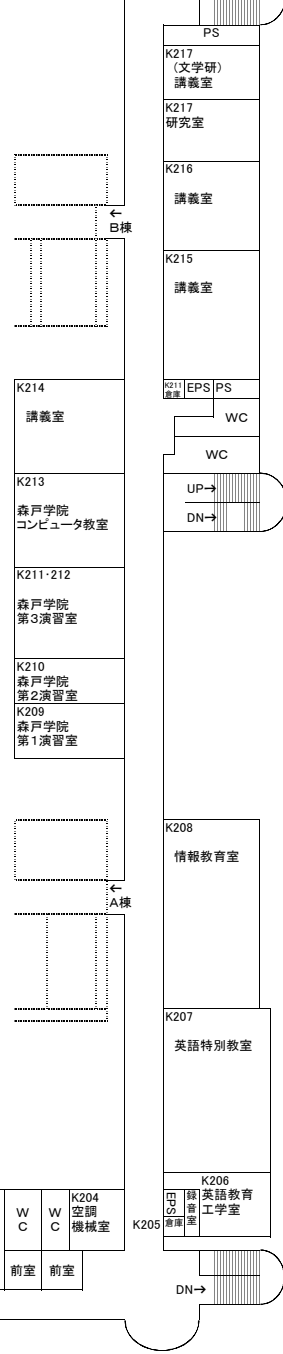 PS
K217
（文学研）
講義室
K217
研究室
K216
講義室
←
B棟
K215
講義室
K214
講義室
K211
倉庫
EPS
PS
WC
WC
K213
森戸学院
コンピュータ教室
UP→
DN→
K211・212
森戸学院
第3演習室
K210
森戸学院
第2演習室
K209
森戸学院
第1演習室
K208
情報教育室
←
A棟
K207
英語特別教室
K206
英語教育
工学室
録音室
EPS
倉庫
K205
K204
空調
機械室
WC
WC
前室
前室
DN→